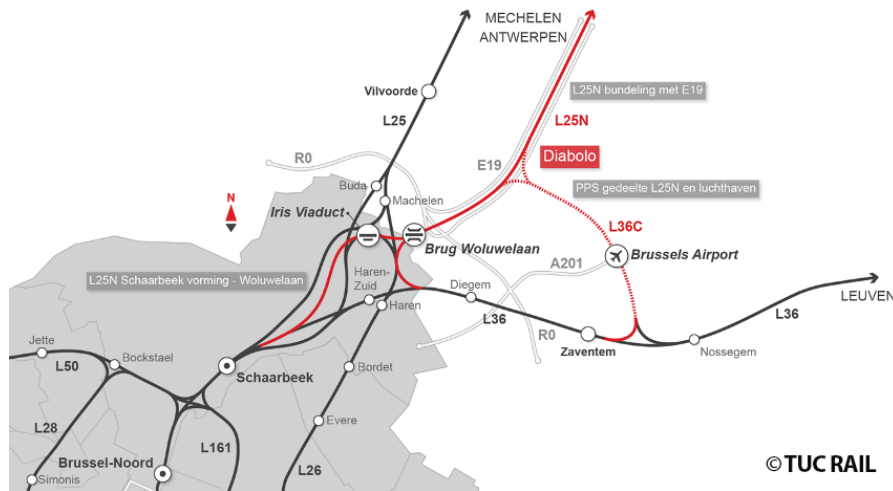 MECHELEN
ANTWERPEN
Vilvoorde
L25
L25N bundeling met E19
L25N
R0
E19
Diabolo
Buda
Machelen
PPS gedeelte L25N en luchthaven
N
Iris Viaduct
L36C
Brug Woluwelaan
Brussels Airport
A201
L25N Schaarbeek vorming - Woluwelaan
Haren-
Zuid
Diegem
LEUVEN
Haren
L36
L36
R0
Jette
Zaventem
Nossegem
Bockstael
L50
Schaarbeek
Bordet
L28
Evere
L161
Brussel-Noord
L26
Simonis
© TUC RAIL